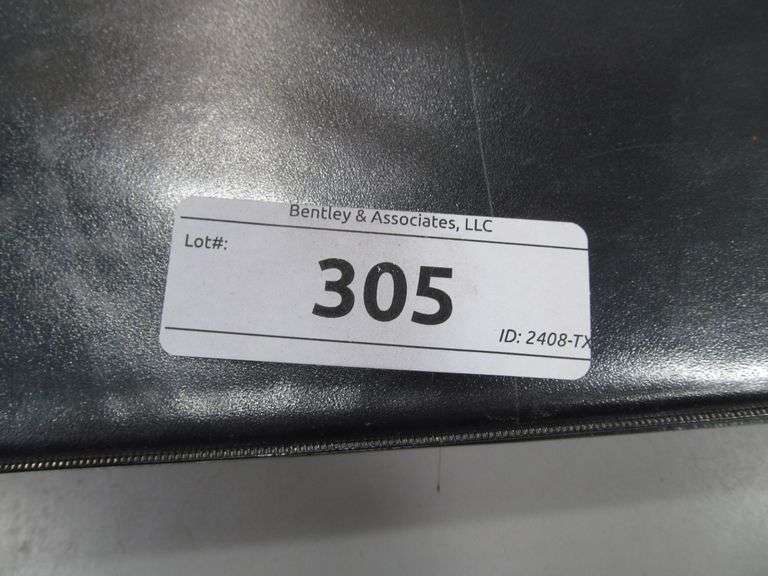 Bentley & Associates, LLC
Lot#:
305
ID: 2408-TX